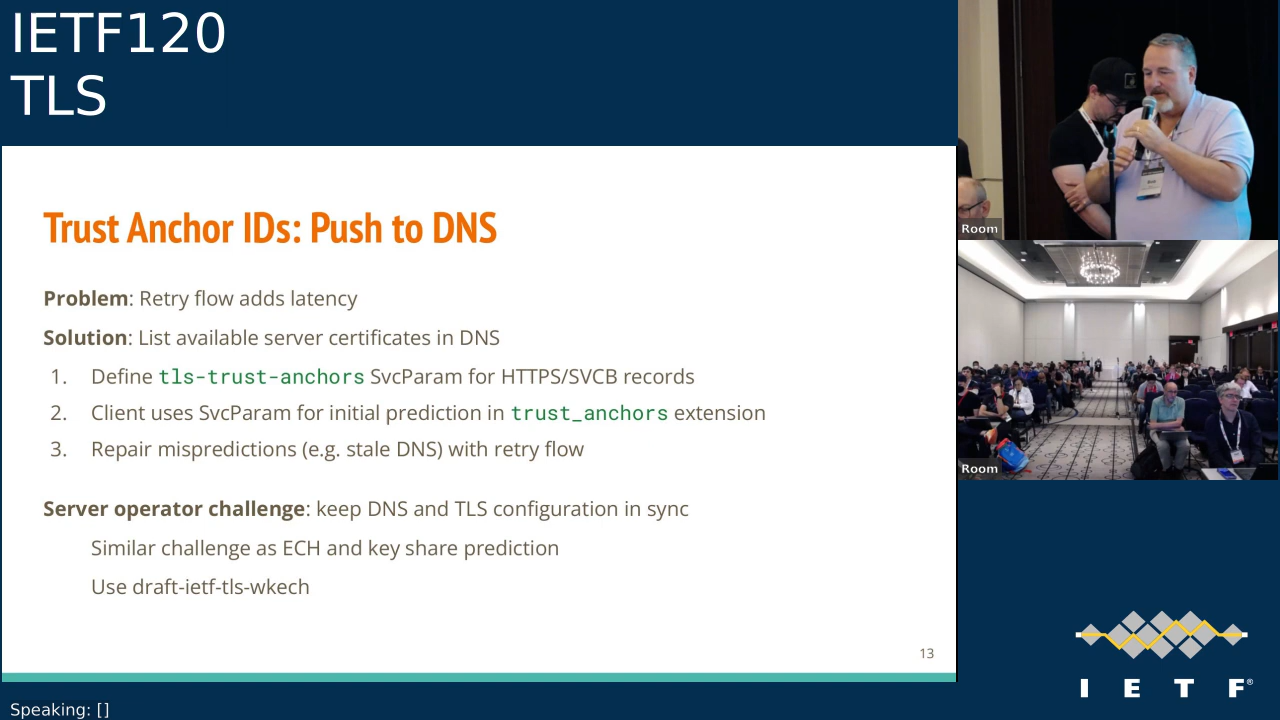 IETF120
TLS
Trust Anchor IDs: Push to DNS
Problem: Retry flow adds latency
Solution: List available server certificates in DNS
1. Define tls-trust-anchors SvcParam for HTTPS/SVCB records
2. Client uses SvcParam for initial prediction in trust_anchors extension
3. Repair mispredictions (e.g. stale DNS) with retry flow
Server operator challenge: keep DNS and TLS configuration in sync
Similar challenge as ECH and key share prediction
Use draft-ietf-tls-wkech
13
Room
Room
I E T F®
Speaking: []